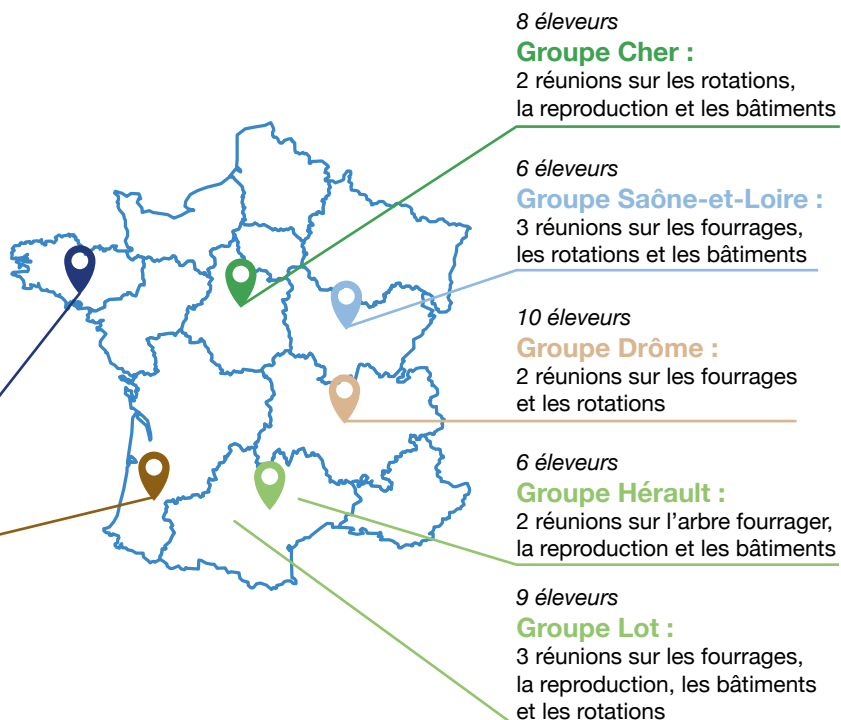 8 éleveurs
Groupe Cher :
2 réunions sur les rotations,
la reproduction et les bâtiments
6 éleveurs
Groupe Saône-et-Loire :
3 réunions sur les fourrages,
les rotations et les bâtiments
10 éleveurs
Groupe Drôme :
2 réunions sur les fourrages
et les rotations
6 éleveurs
Groupe Hérault :
2 réunions sur l’arbre fourrager,
la reproduction et les bâtiments
9 éleveurs
Groupe Lot :
3 réunions sur les fourrages,
la reproduction, les bâtiments
et les rotations